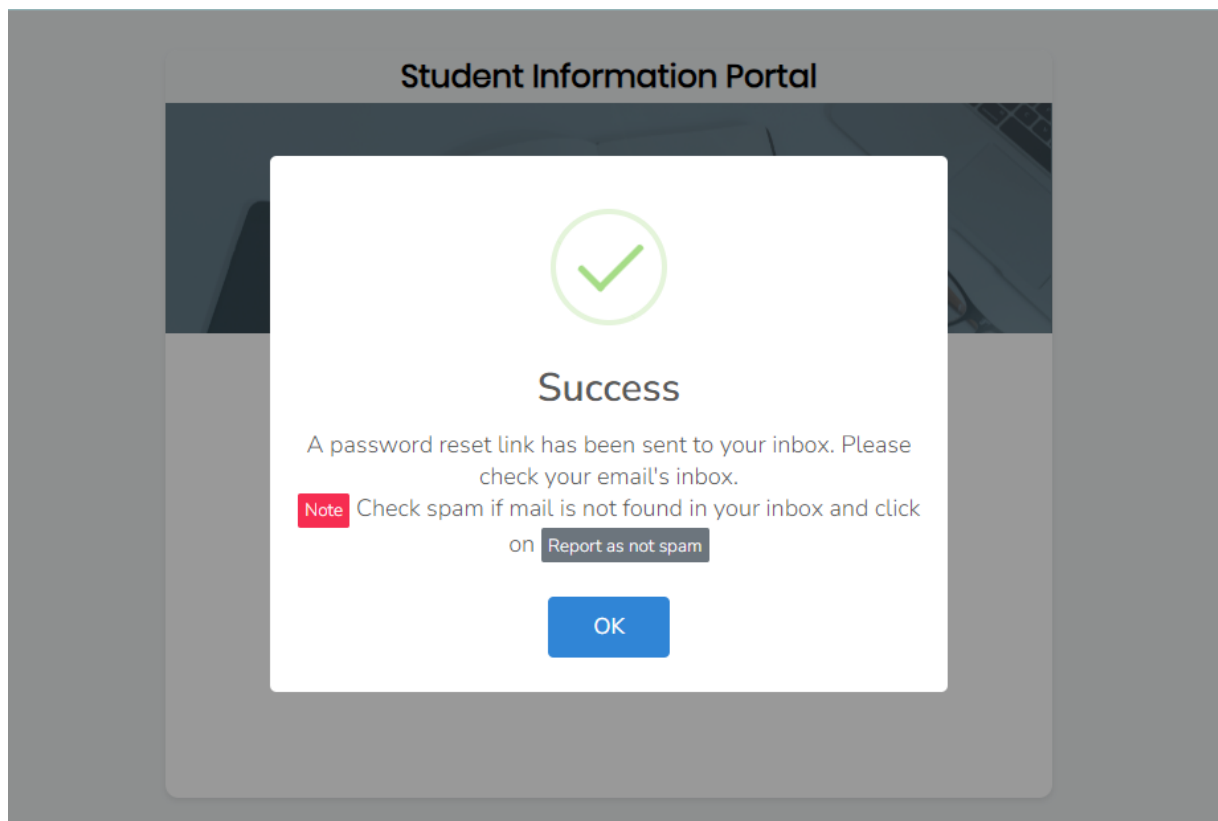 Student Information Portal
Success
A password reset link has been sent to your inbox. Please
check your email's inbox.
Note Check spam if mail is not found in your inbox and click
on Report as not spam
OK